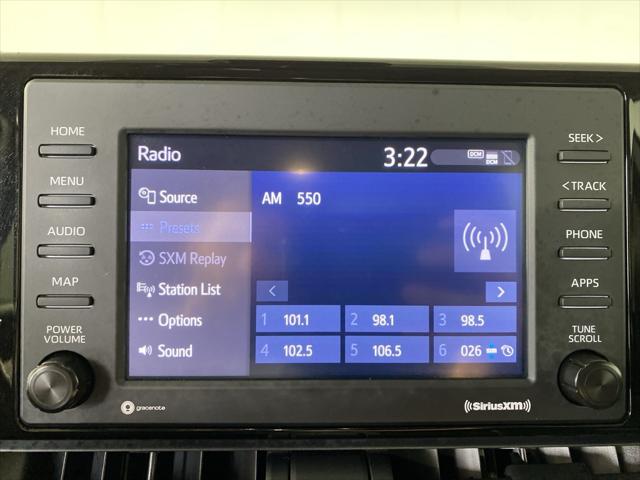 HOME
MENU
AUDIO
MAP
POWER
VOLUME
Radio
3:22
DCM
DCM
Source
Presets
SXM Replay
Station List
Options
Sound
AM 550
<
>
1 101.1
2 98.1
3 98.5
4 102.5
5 106.5
6 026
SEEK >
< TRACK
PHONE
APPS
TUNE
SCROLL
gracenote
((SiriusXM))